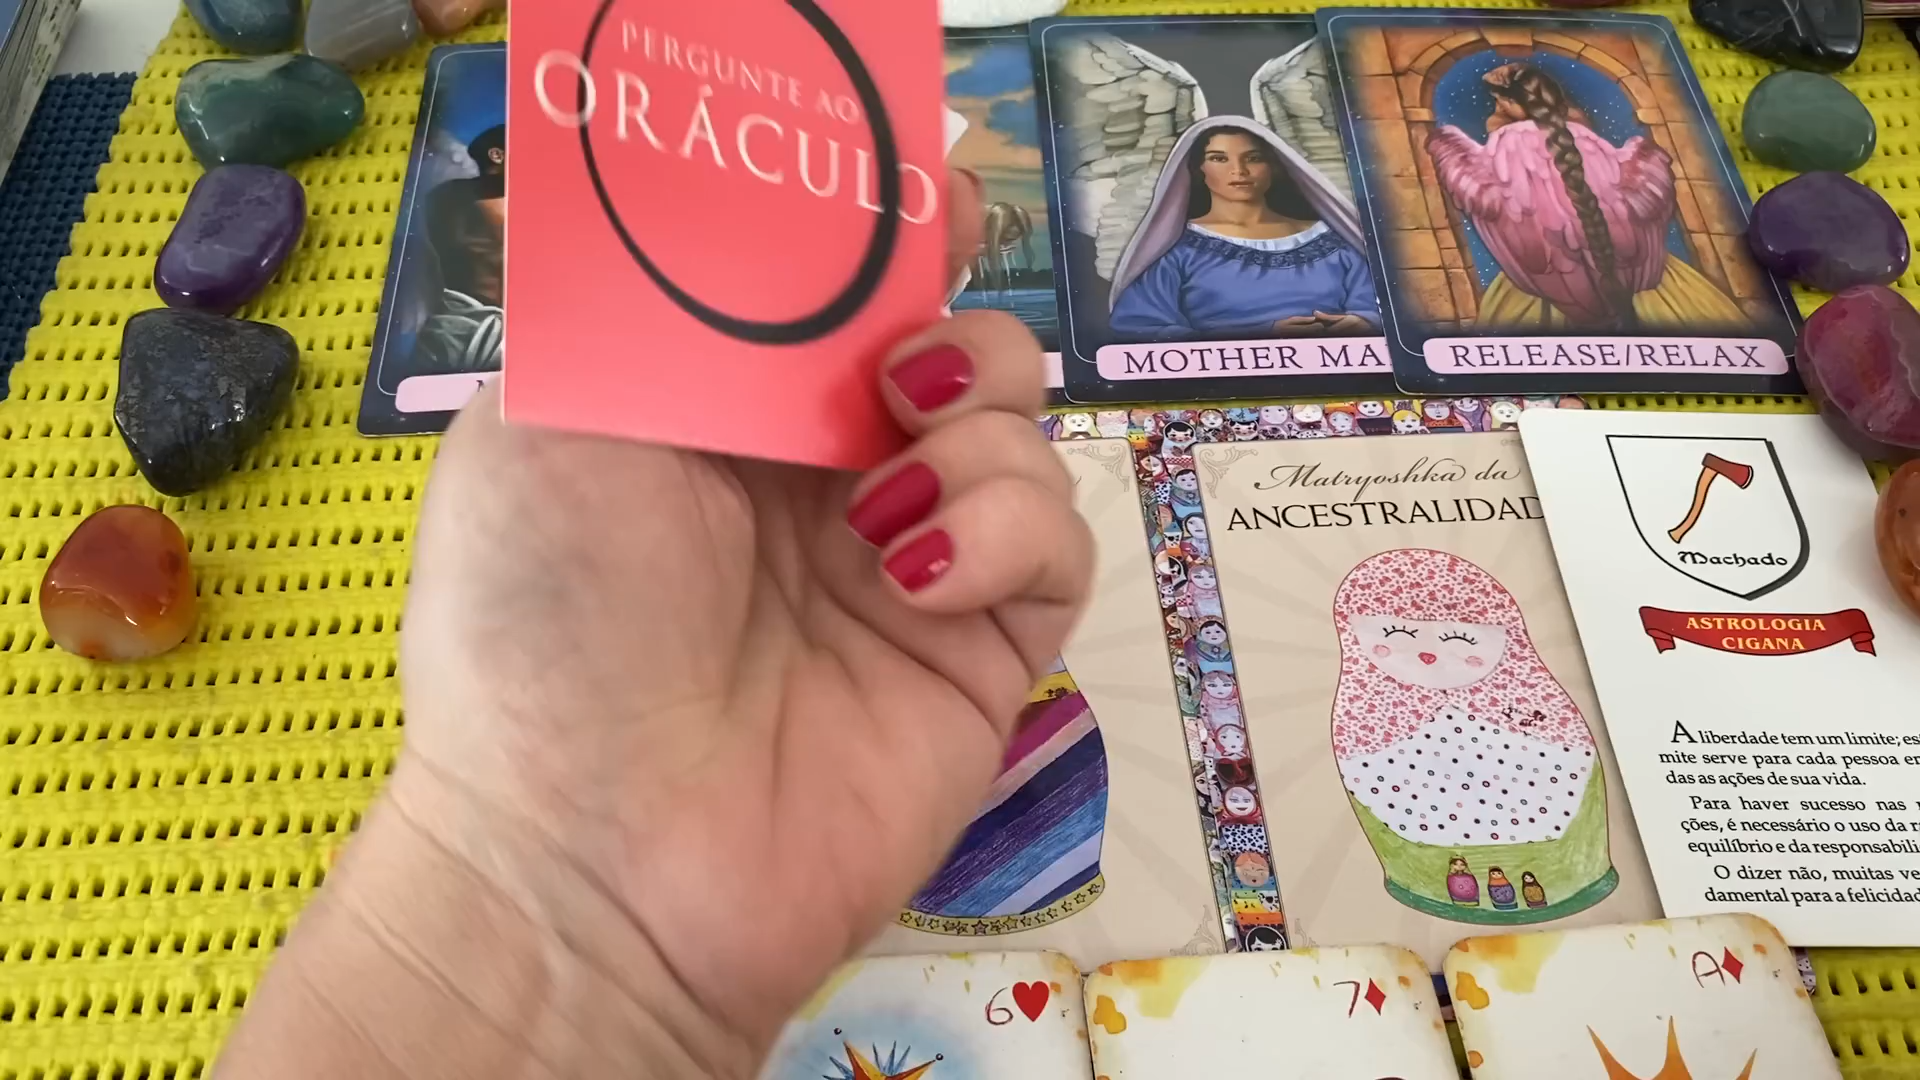 PERGUNTE AO
ORÁCULO
MOTHER MA
RELEASE/RELAX
Matryoshka da
ANCESTRALIDAD
Machado
ASTROLOGIA
CIGANA
A liberdade tem um limite; es
mite serve para cada pessoa em
das as ações de sua vida.
Para haver sucesso nas
ções, é necessário o uso da r
equilíbrio e da responsabili
O dizer não, muitas ve
damental para a felicidad
6
7
A